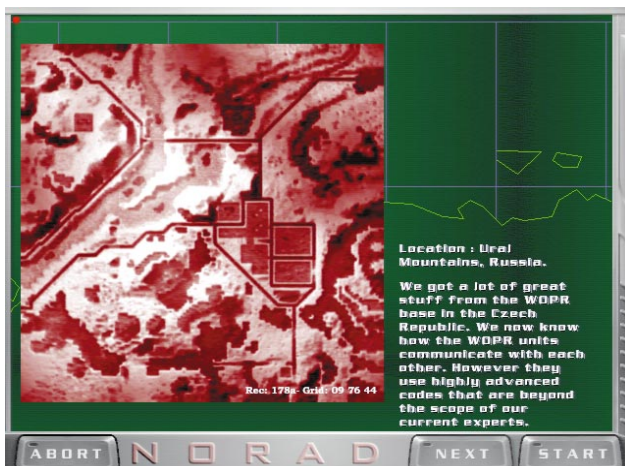 Location : Ural
Mountains, Russia.
We got a lot of great
stuff from the WOPR
base in the Czech
Republic. We now know
how the WOPR units
communicate with each
other. However they
use highly advanced
codes that are beyond
the scope of our
current experts.
Rec: 178a- Grid: 09 76 44
ABORT NORAD NEXT START